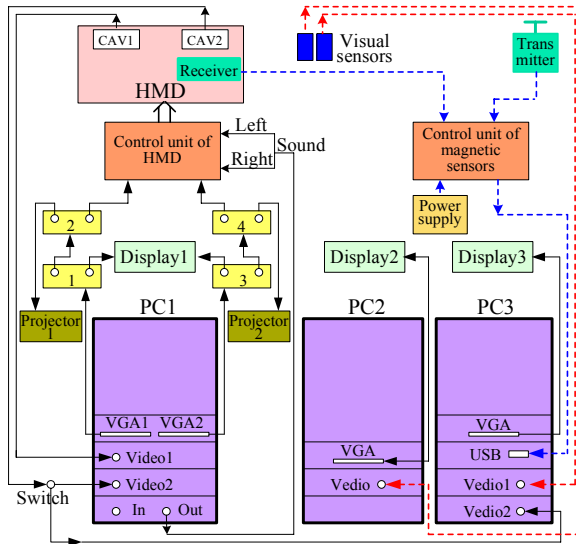 CAV1
CAV2
Receiver
HMD
Visual
sensors
Trans
mitter
Control unit of
HMD
Left
Sound
Right
Control unit of
magnetic
sensors
Power
supply
2
4
Display1
1
3
Display2
Display3
Projector
1
PC1
Projector
2
PC2
PC3
VGA1
VGA2
VGA
Video1
VGA
USB
Switch
Video2
Vedio
Vedio1
In
Out
Vedio2